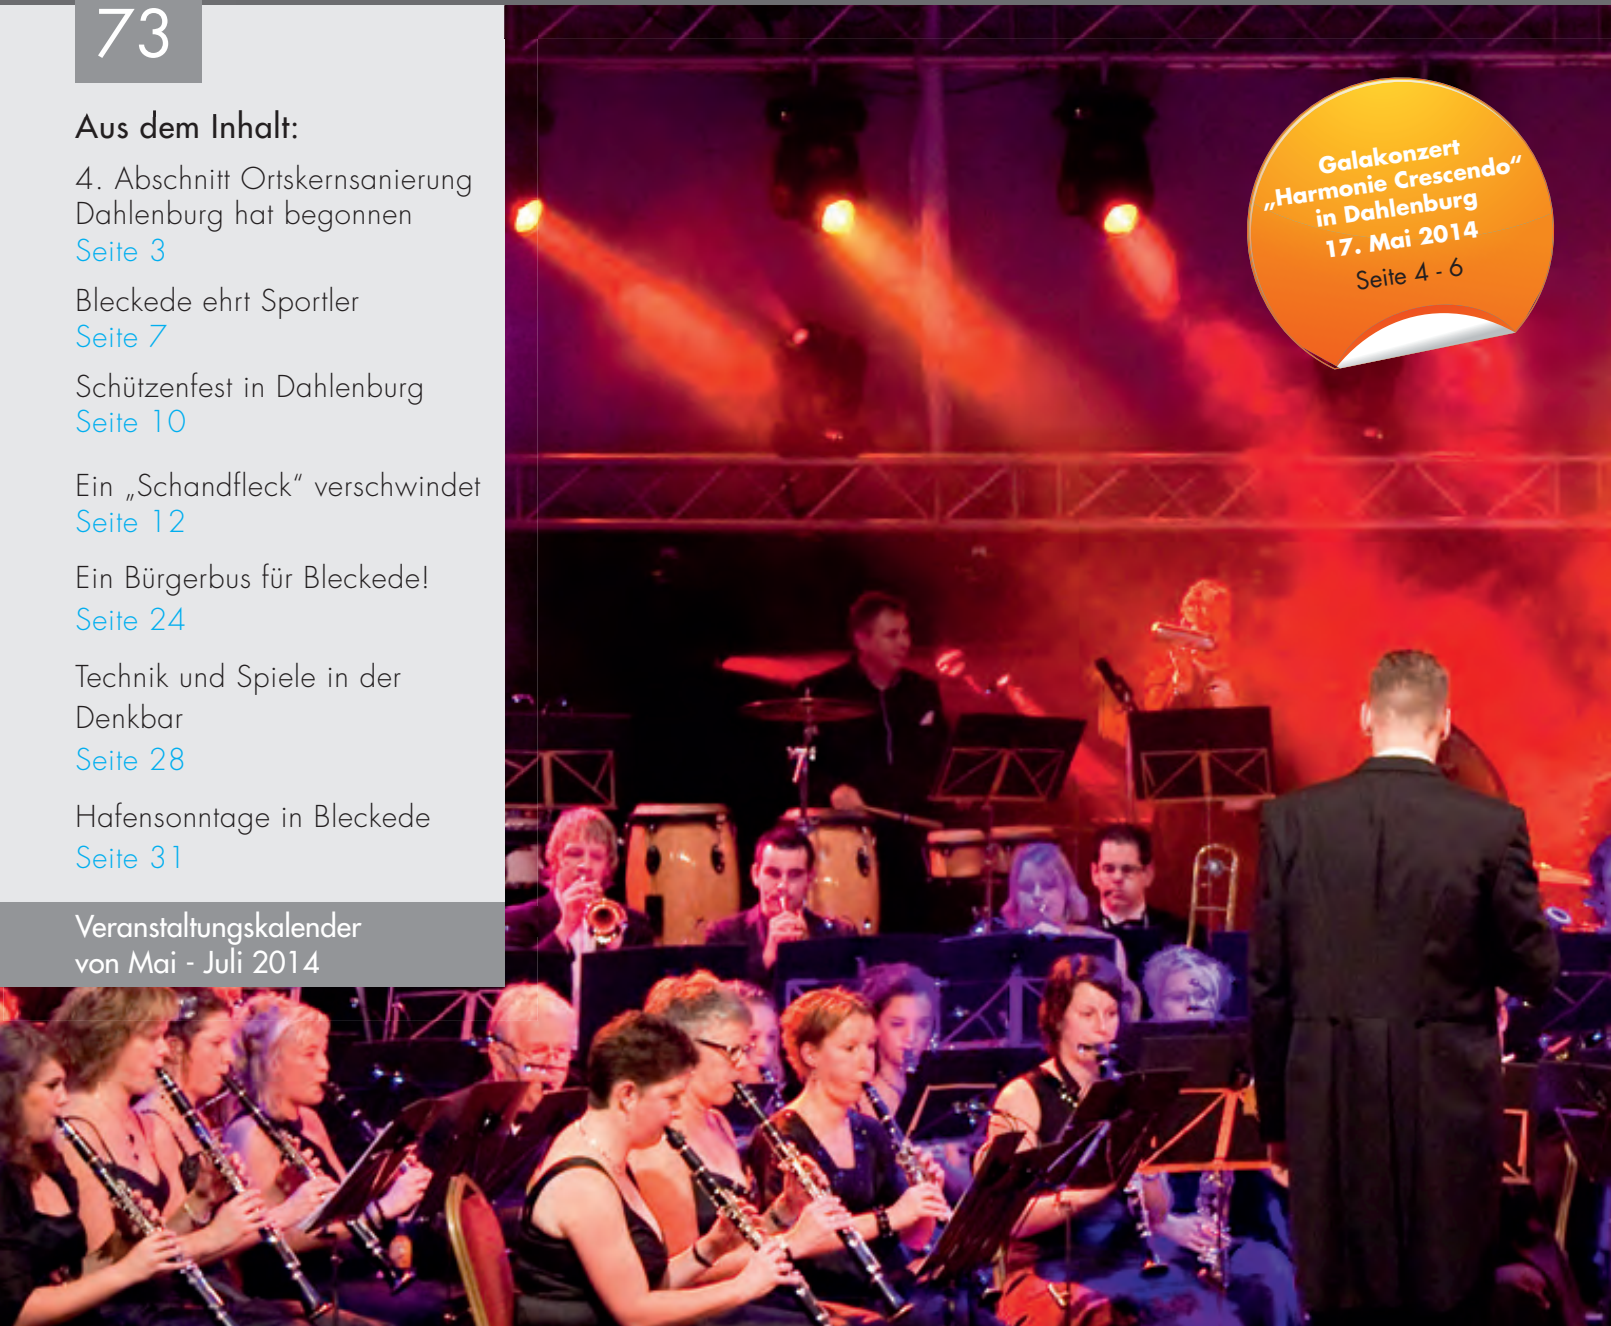 73
Aus dem Inhalt:
4. Abschnitt Ortskernsanierung
Dahlenburg hat begonnen
Seite 3
Bleckede ehrt Sportler
Seite 7
Schützenfest in Dahlenburg
Seite 10
Ein „Schandfleck“ verschwindet
Seite 12
Ein Bürgerbus für Bleckede!
Seite 24
Technik und Spiele in der
Denkbar
Seite 28
Hafensonntage in Bleckede
Seite 31
Veranstaltungskalender
von Mai - Juli 2014
Galakonzert
„Harmonie Crescendo“
in Dahlenburg
17. Mai 2014
Seite 4 - 6